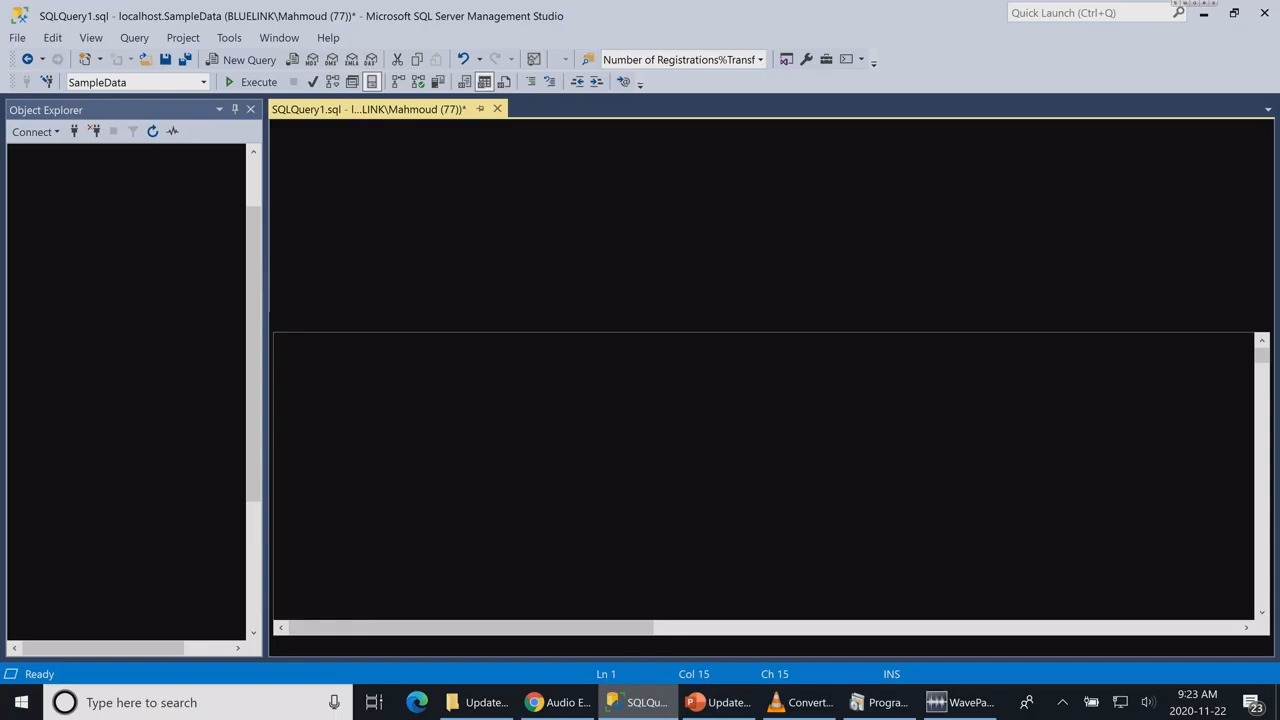 SQLQuery1.sql - localhost.SampleData (BLUELINK\Mahmoud (77))* - Microsoft SQL Server Management Studio
Quick Launch (Ctrl+Q)
File Edit View Query Project Tools Window Help
New Query
Number of Registrations%Transf
SampleData
Execute
Object Explorer
SQLQuery1.sql - l...LINK\Mahmoud (77))*
Connect
Ready
Ln 1
Col 15
Ch 15
INS
Type here to search
Update...
Audio E...
SQLQu...
Update...
Convert...
Progra...
WavePa...
9:23 AM
2020-11-22
23